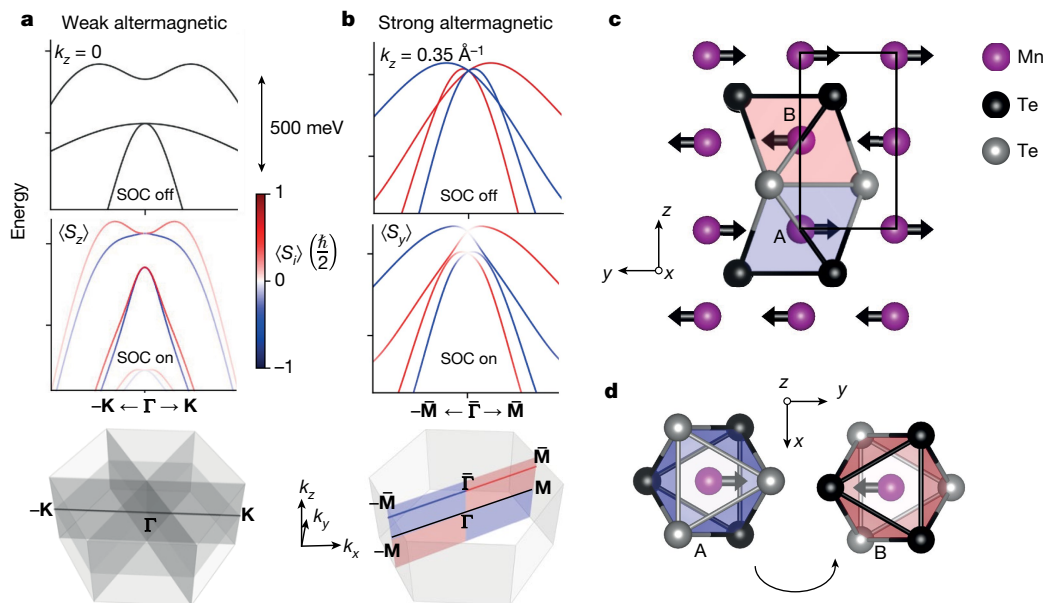 a Weak altermagnetic
k_z = 0
500 meV
SOC off
Energy
⟨S_z⟩
1
⟨S_i⟩ (ħ/2)
0
−1
SOC on
−K ← Γ → K
−K
Γ
K
b Strong altermagnetic
k_z = 0.35 Å⁻¹
SOC off
⟨S_y⟩
SOC on
−M̄ ← Γ̄ → M̄
−M̄
Γ̄
M̄
−M
Γ
M
k_z
k_y
k_x
c
B
A
z
y
x
Mn
Te
Te
d
z
y
x
A
B